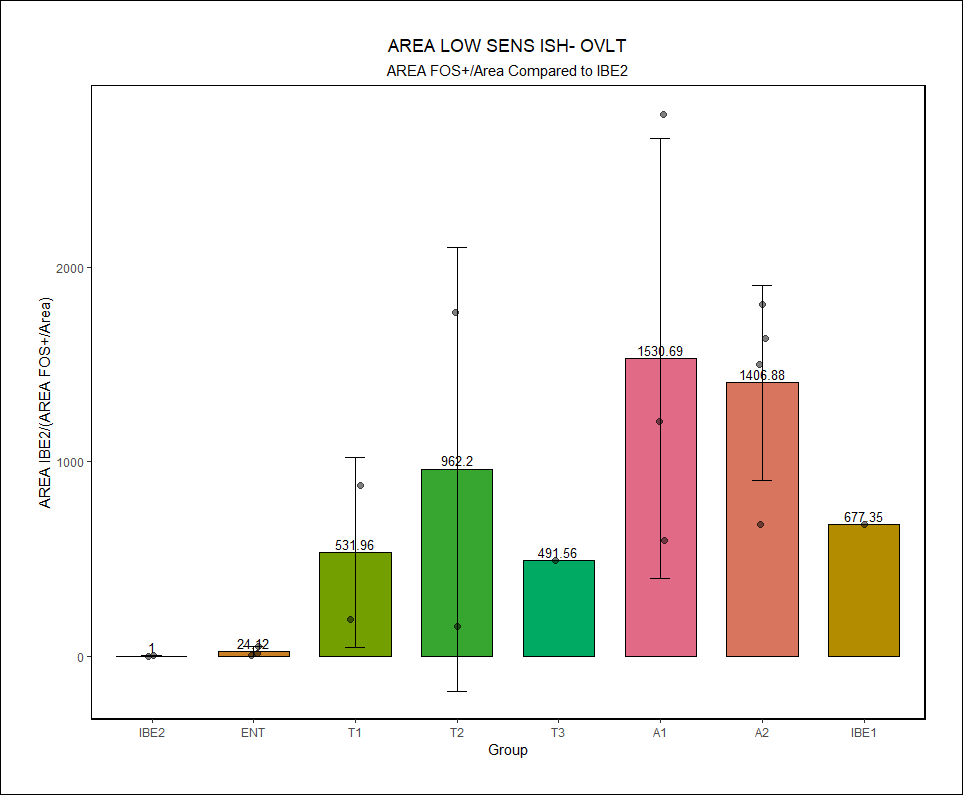 AREA LOW SENS ISH- OVLT
AREA FOS+/Area Compared to IBE2
AREA IBE2/(AREA FOS+/Area)
2000
1000
0
1
24.12
531.96
962.2
491.56
1530.69
1406.88
677.35
IBE2 ENT T1 T2 T3 A1 A2 IBE1
Group